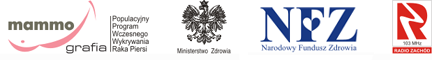 mammo
grafia
Populacyjny
Program
Wczesnego
Wykrywania
Raka Piersi
Ministerstwo Zdrowia
NFZ
Narodowy Fundusz Zdrowia
R
103 MHz
RADIO ZACHÓD